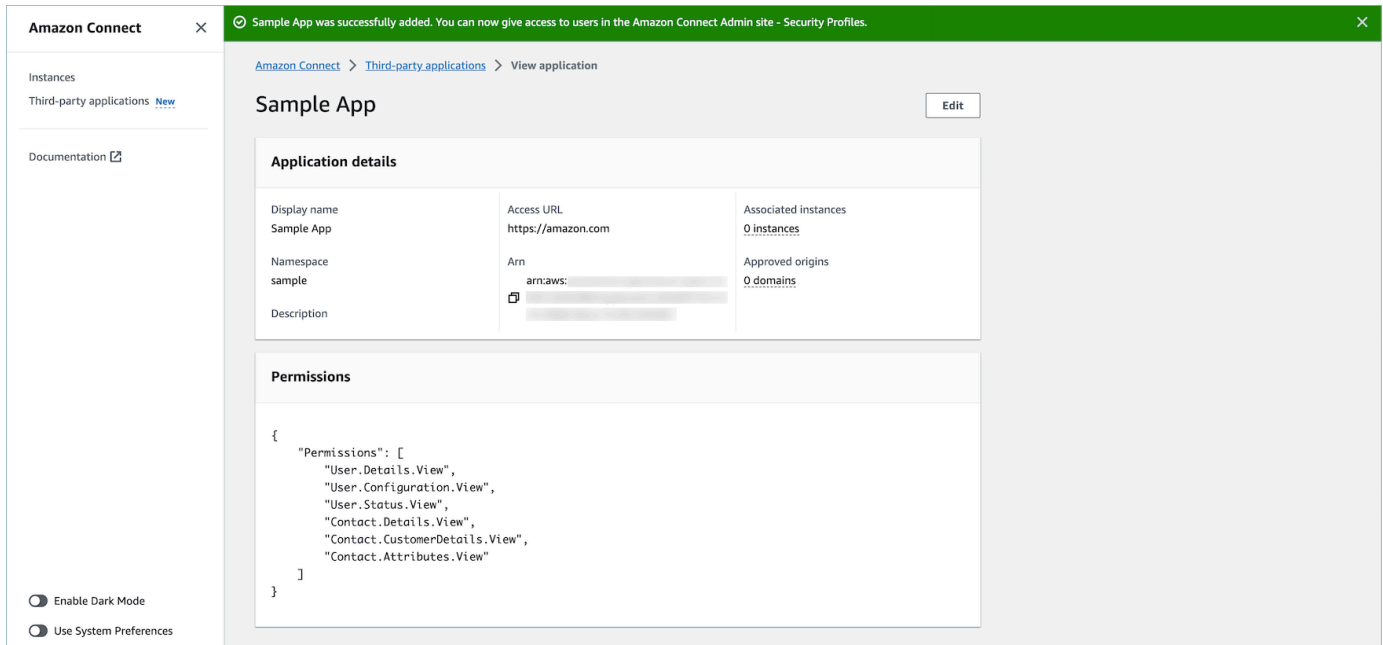 Amazon Connect
Sample App was successfully added. You can now give access to users in the Amazon Connect Admin site - Security Profiles.
Instances
Third-party applications New
Documentation
Enable Dark Mode
Use System Preferences
Amazon Connect > Third-party applications > View application
Sample App
Edit
Application details
Display name
Sample App
Namespace
sample
Description
Access URL
https://amazon.com
Arn
arn:aws:
Associated instances
0 instances
Approved origins
0 domains
Permissions
{
"Permissions": [
"User.Details.View",
"User.Configuration.View",
"User.Status.View",
"Contact.Details.View",
"Contact.CustomerDetails.View",
"Contact.Attributes.View"
]
}